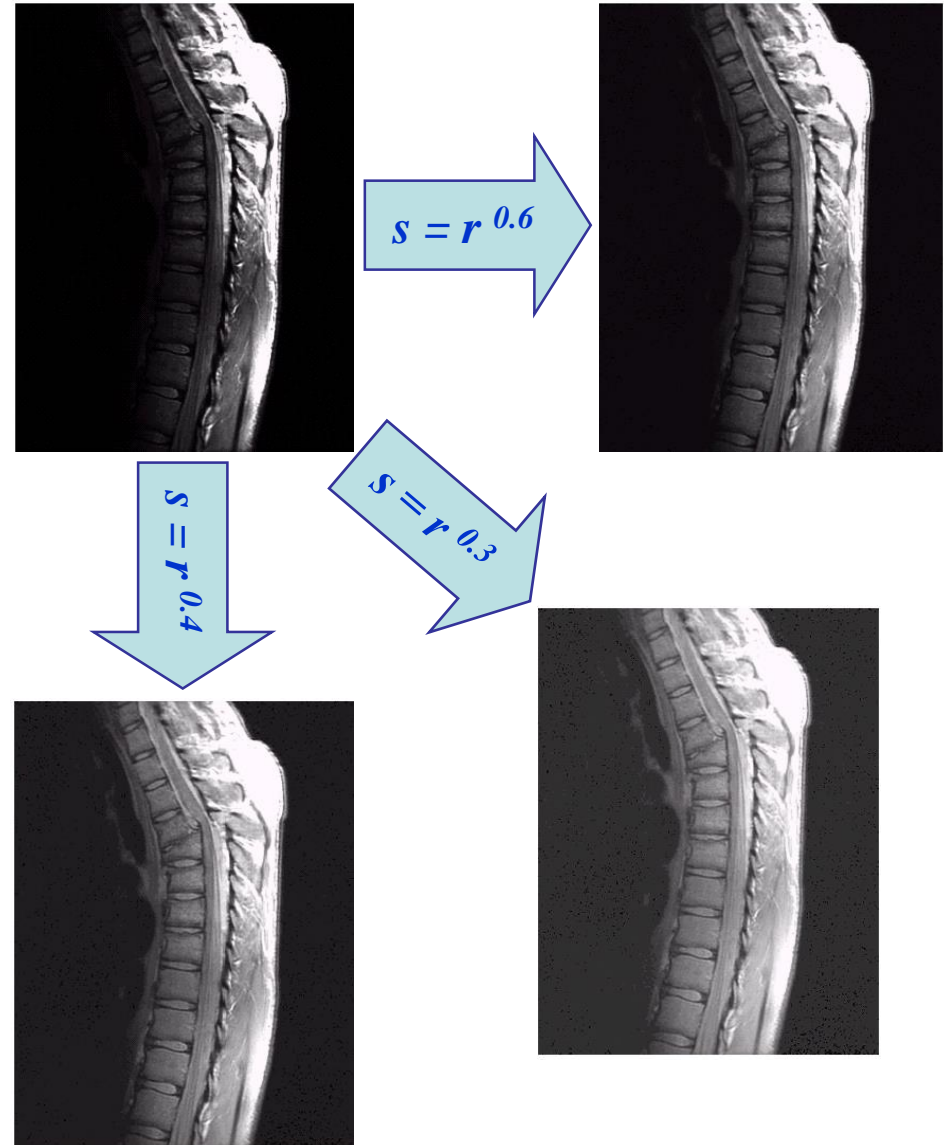 s = r 0.6
s = r 0.3
s = r 0.4